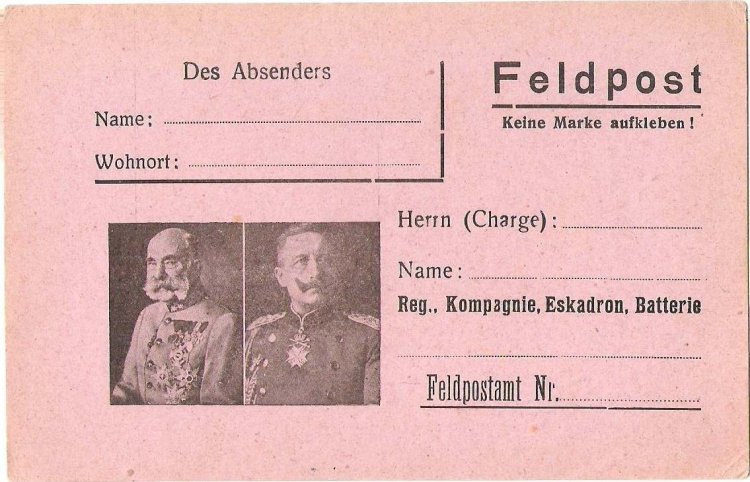 Des Absenders
Name:
Wohnort:
Feldpost
Keine Marke aufkleben!
Herrn (Charge):
Name:
Reg., Kompagnie, Eskadron, Batterie
Feldpostamt Nr.